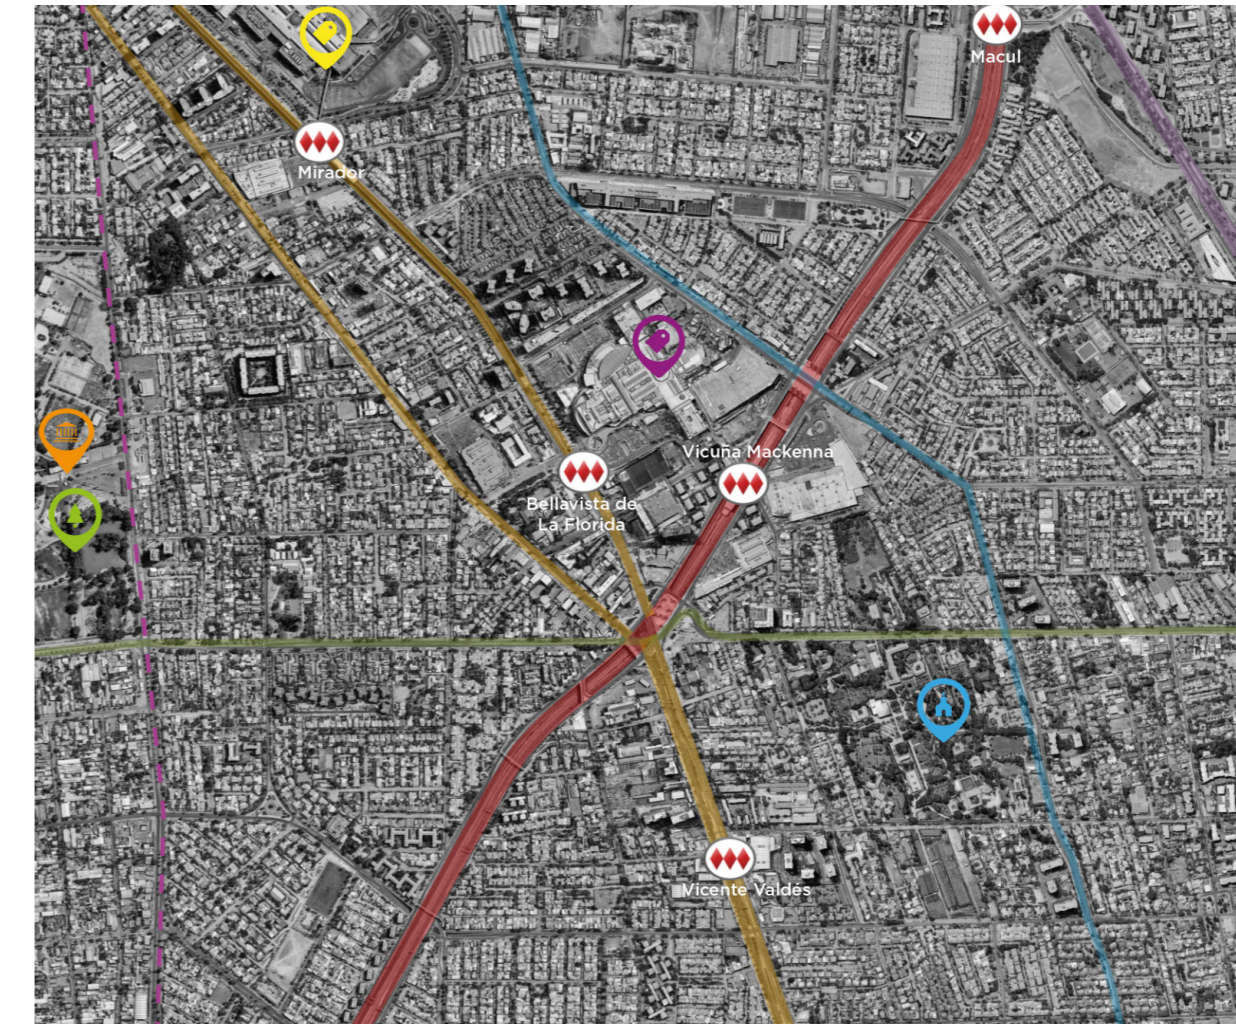 Macul
Mirador
Vicuña Mackenna
Bellavista de
La Florida
Vicente Valdés